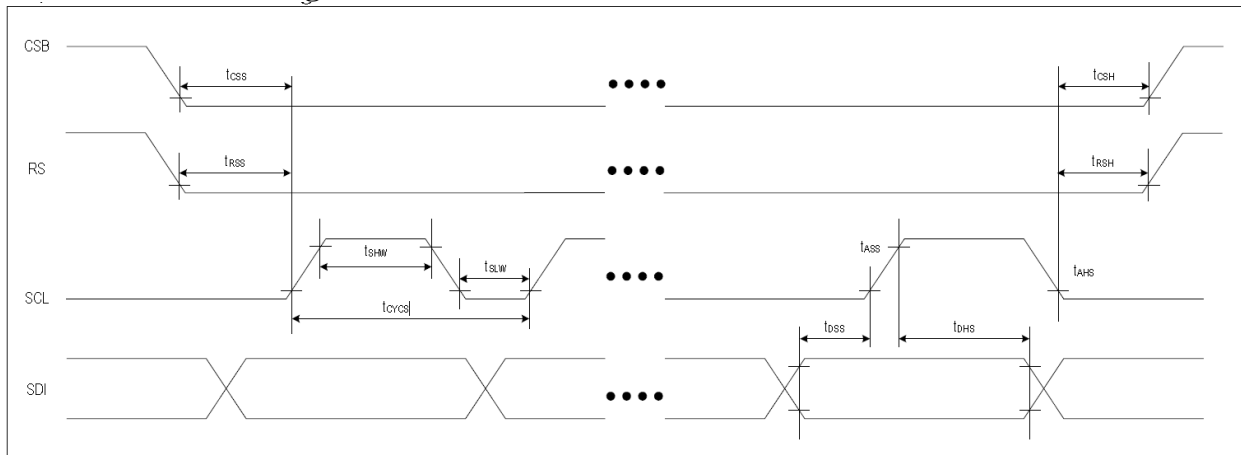 CSB
tCSS
tCSH
RS
tRSS
tRSH
SCL
tSHW
tSLW
tCYCS
tASS
tAHS
SDI
tDSS
tDHS